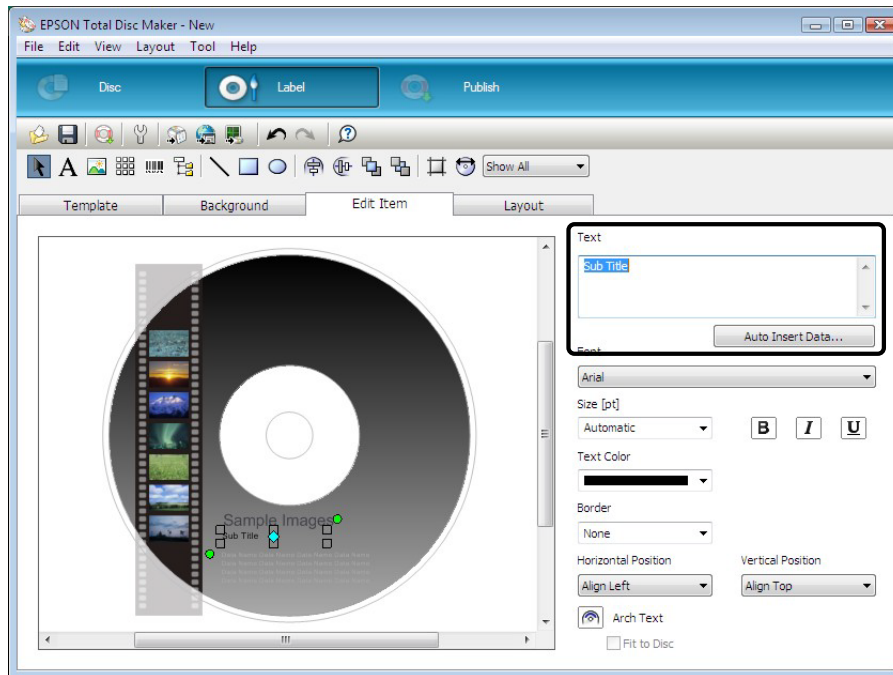 EPSON Total Disc Maker - New
File Edit View Layout Tool Help
Disc Label Publish
A Show All
Template Background Edit Item Layout
Text
Sub Title
Auto Insert Data...
Font
Arial
Size [pt]
Automatic B I U
Text Color
Border
None
Horizontal Position Vertical Position
Align Left Align Top
Arch Text
Fit to Disc
Sample Images
Sub Title